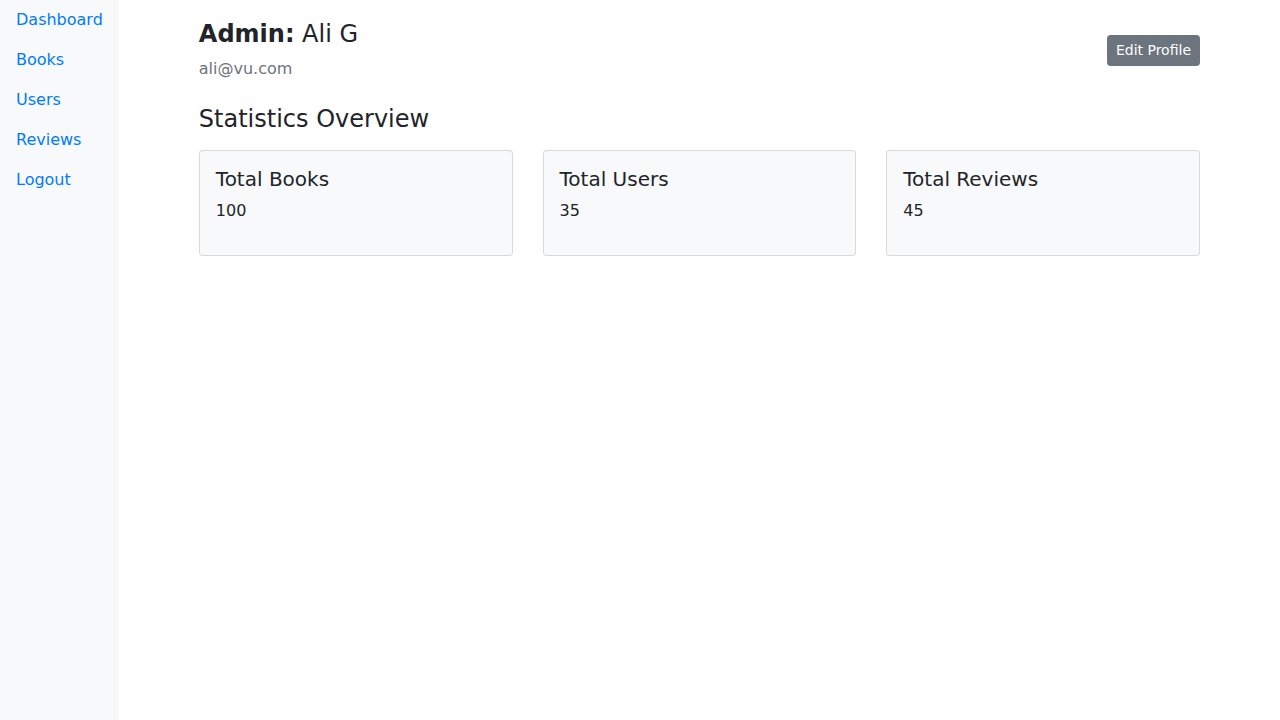 Dashboard
Books
Users
Reviews
Logout
Admin: Ali G
ali@vu.com
Edit Profile
Statistics Overview
Total Books
100
Total Users
35
Total Reviews
45